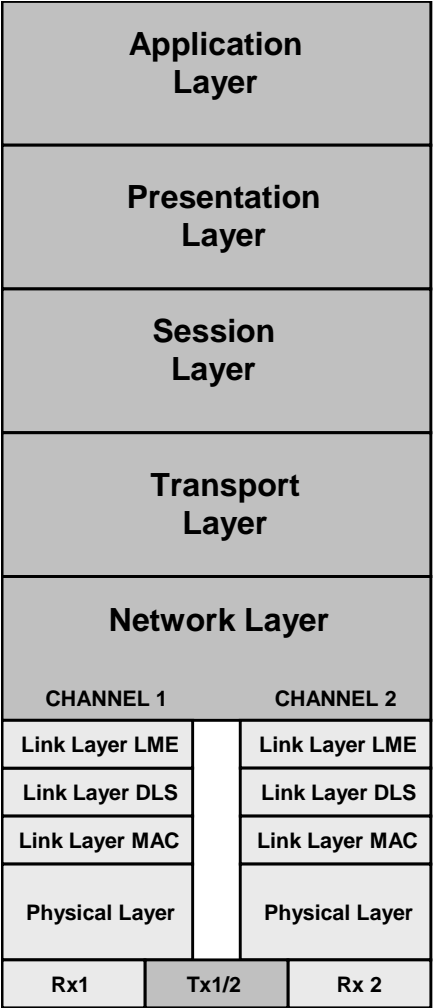 Application
Layer
Presentation
Layer
Session
Layer
Transport
Layer
Network Layer
CHANNEL 1 CHANNEL 2
Link Layer LME Link Layer LME
Link Layer DLS Link Layer DLS
Link Layer MAC Link Layer MAC
Physical Layer Physical Layer
Rx1 Tx1/2 Rx 2